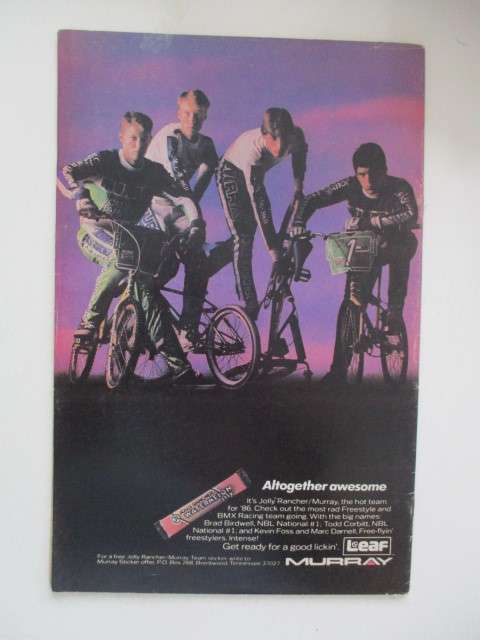 Altogether awesome
It's Jolly Rancher/Murray, the hot team
for '86. Check out the most rad Freestyle and
BMX Racing team going. With the big names:
Brad Birdwell, NBL National #1; Todd Corbitt, NBL
National #1; and Kevin Foss and Marc Darnell, Free-flyin'
freestylers. Intense!
Get ready for a good lickin'.
Leaf
For a free Jolly Rancher/Murray Team sticker write to
Murray Sticker offer, P.O. Box 268, Brentwood, Tennessee 37027
MURRAY